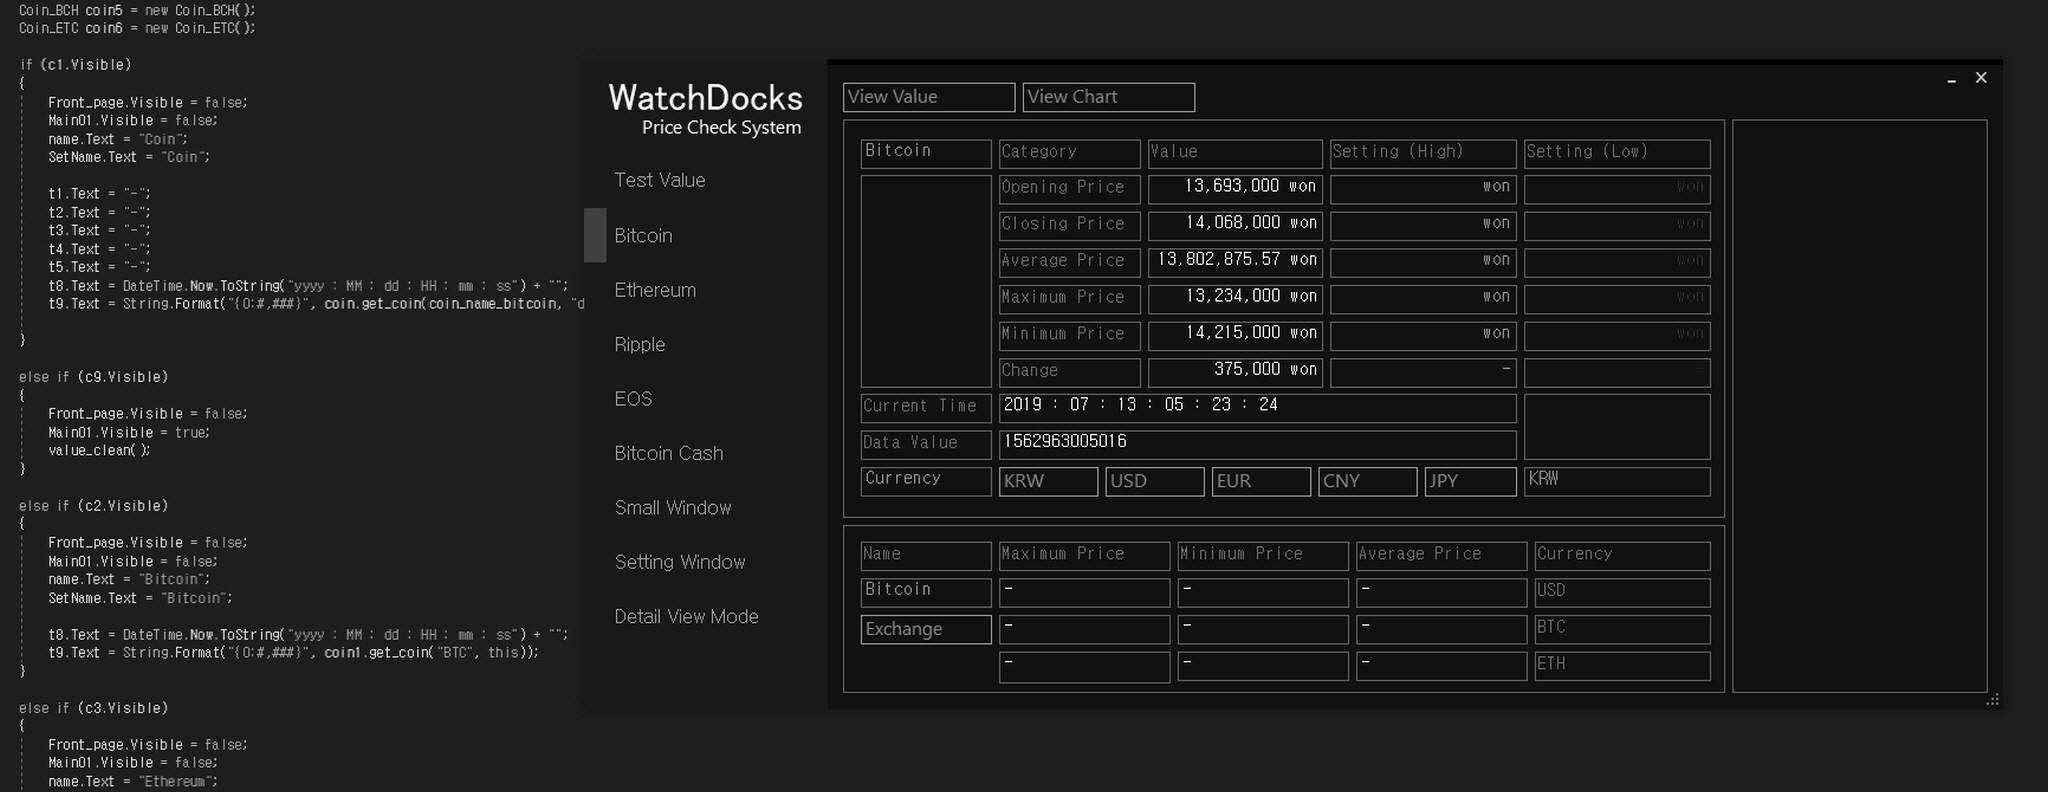 Coin_BCH coin5 = new Coin_BCH();
Coin_ETC coin6 = new Coin_ETC();
if (c1.Visible)
{
Front_page.Visible = false;
Main01.Visible = false;
name.Text = "Coin";
SetName.Text = "Coin";
t1.Text = "-";
t2.Text = "-";
t3.Text = "-";
t4.Text = "-";
t5.Text = "-";
t8.Text = DateTime.Now.ToString("yyyy : MM : dd : HH : mm : ss") + "";
t9.Text = String.Format("{0:#,###}", coin.get_coin(coin_name_bitcoin, "d
}
else if (c9.Visible)
{
Front_page.Visible = false;
Main01.Visible = true;
value_clean();
}
else if (c2.Visible)
{
Front_page.Visible = false;
Main01.Visible = false;
name.Text = "Bitcoin";
SetName.Text = "Bitcoin";
t8.Text = DateTime.Now.ToString("yyyy : MM : dd : HH : mm : ss") + "";
t9.Text = String.Format("{0:#,###}", coin1.get_coin("BTC", this));
}
else if (c3.Visible)
{
Front_page.Visible = false;
Main01.Visible = false;
name.Text = "Ethereum";
WatchDocks
Price Check System
Test Value
Bitcoin
Ethereum
Ripple
EOS
Bitcoin Cash
Small Window
Setting Window
Detail View Mode
View Value View Chart
Bitcoin Category Value Setting (High) Setting (Low)
Opening Price 13,693,000 won won won
Closing Price 14,068,000 won won won
Average Price 13,802,875.57 won won won
Maximum Price 13,234,000 won won won
Minimum Price 14,215,000 won won won
Change 375,000 won - -
Current Time 2019 : 07 : 13 : 05 : 23 : 24
Data Value 1562963005016
Currency KRW USD EUR CNY JPY KRW
Name Maximum Price Minimum Price Average Price Currency
Bitcoin - - - USD
Exchange - - - BTC
- - - ETH